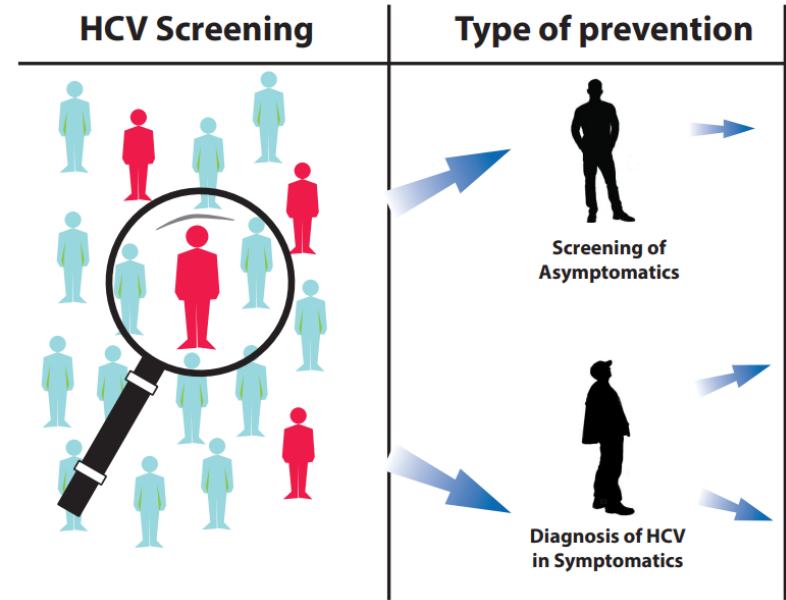 HCV Screening
Type of prevention
Screening of
Asymptomatics
Diagnosis of HCV
in Symptomatics